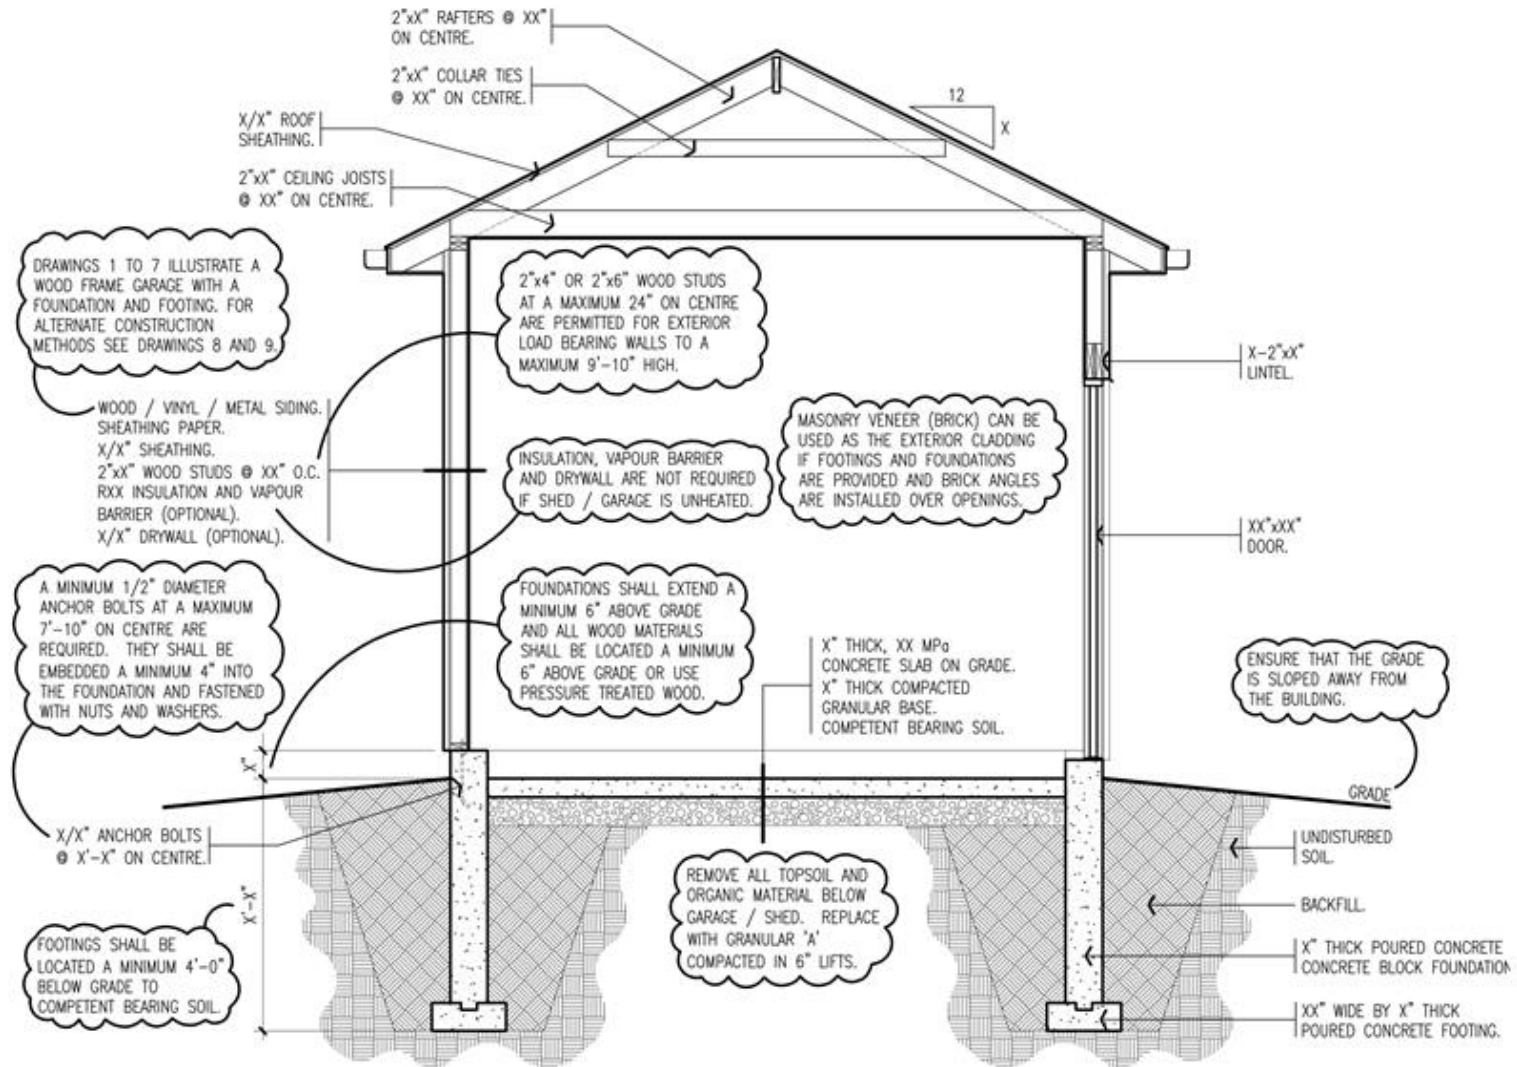 2"xX" RAFTERS @ XX"
ON CENTRE.
2"xX" COLLAR TIES
@ XX" ON CENTRE.
12
X
X/X" ROOF
SHEATHING.
2"xX" CEILING JOISTS
@ XX" ON CENTRE.
DRAWINGS 1 TO 7 ILLUSTRATE A
WOOD FRAME GARAGE WITH A
FOUNDATION AND FOOTING. FOR
ALTERNATE CONSTRUCTION
METHODS SEE DRAWINGS 8 AND 9.
2"x4" OR 2"x6" WOOD STUDS
AT A MAXIMUM 24" ON CENTRE
ARE PERMITTED FOR EXTERIOR
LOAD BEARING WALLS TO A
MAXIMUM 9'-10" HIGH.
X-2"xX"
LINTEL.
WOOD / VINYL / METAL SIDING.
SHEATHING PAPER.
X/X" SHEATHING.
2"xX" WOOD STUDS @ XX" O.C.
RXX INSULATION AND VAPOUR
BARRIER (OPTIONAL).
X/X" DRYWALL (OPTIONAL).
INSULATION, VAPOUR BARRIER
AND DRYWALL ARE NOT REQUIRED
IF SHED / GARAGE IS UNHEATED.
MASONRY VENEER (BRICK) CAN BE
USED AS THE EXTERIOR CLADDING
IF FOOTINGS AND FOUNDATIONS
ARE PROVIDED AND BRICK ANGLES
ARE INSTALLED OVER OPENINGS.
XX"xXX"
DOOR.
A MINIMUM 1/2" DIAMETER
ANCHOR BOLTS AT A MAXIMUM
7'-10" ON CENTRE ARE
REQUIRED. THEY SHALL BE
EMBEDDED A MINIMUM 4" INTO
THE FOUNDATION AND FASTENED
WITH NUTS AND WASHERS.
FOUNDATIONS SHALL EXTEND A
MINIMUM 6" ABOVE GRADE
AND ALL WOOD MATERIALS
SHALL BE LOCATED A MINIMUM
6" ABOVE GRADE OR USE
PRESSURE TREATED WOOD.
X" THICK, XX MPa
CONCRETE SLAB ON GRADE.
X" THICK COMPACTED
GRANULAR BASE.
COMPETENT BEARING SOIL.
ENSURE THAT THE GRADE
IS SLOPED AWAY FROM
THE BUILDING.
X"
GRADE
X/X" ANCHOR BOLTS
@ X'-X" ON CENTRE.
UNDISTURBED
SOIL.
X'-X"
REMOVE ALL TOPSOIL AND
ORGANIC MATERIAL BELOW
GARAGE / SHED. REPLACE
WITH GRANULAR 'A'
COMPACTED IN 6" LIFTS.
BACKFILL.
FOOTINGS SHALL BE
LOCATED A MINIMUM 4'-0"
BELOW GRADE TO
COMPETENT BEARING SOIL.
X" THICK POURED CONCRETE
CONCRETE BLOCK FOUNDATION
XX" WIDE BY X" THICK
POURED CONCRETE FOOTING.